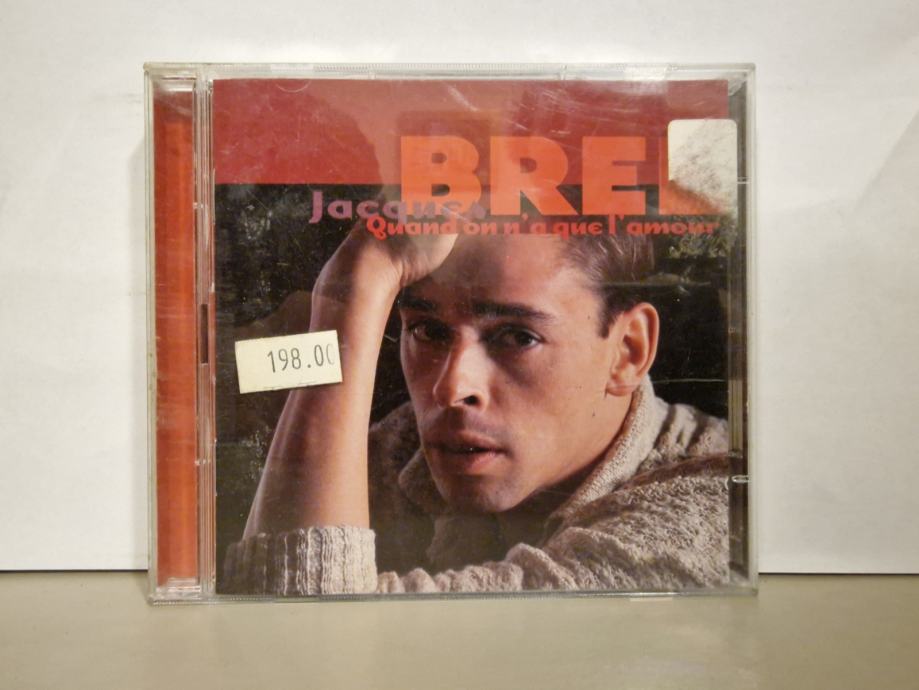 BREL
Jacques
Quand on n'a que l'amour
198.00